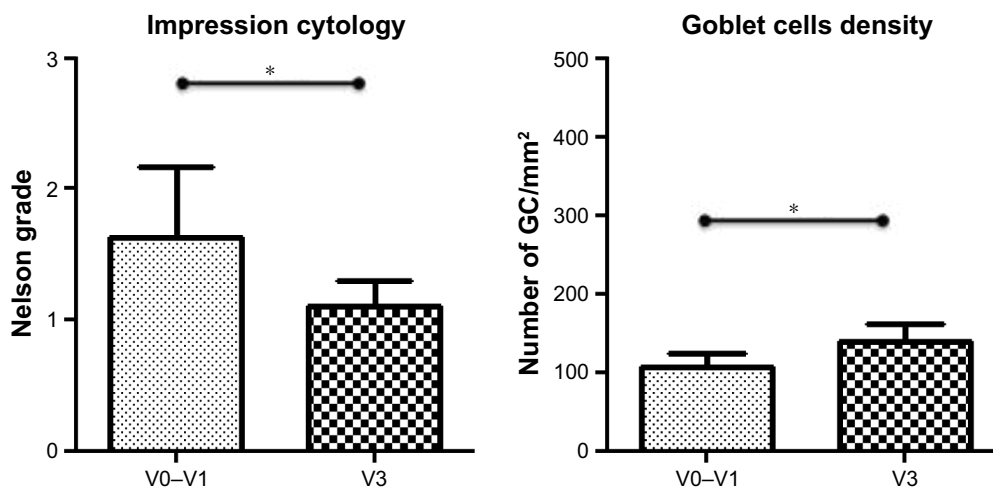 Impression cytology
3
2
1
0
Nelson grade
*
V0–V1
V3
Goblet cells density
500
400
300
200
100
0
Number of GC/mm²
*
V0–V1
V3